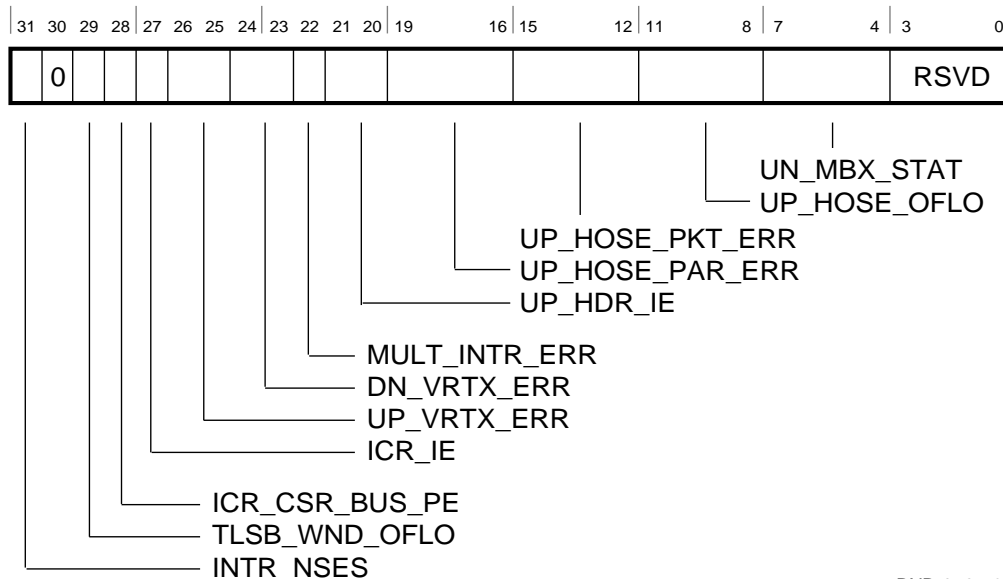 31 30 29 28 27 26 25 24 23 22 21 20 19 16 15 12 11 8 7 4 3 0
0 RSVD
UN_MBX_STAT
UP_HOSE_OFLO
UP_HOSE_PKT_ERR
UP_HOSE_PAR_ERR
UP_HDR_IE
MULT_INTR_ERR
DN_VRTX_ERR
UP_VRTX_ERR
ICR_IE
ICR_CSR_BUS_PE
TLSB_WND_OFLO
INTR_NSES